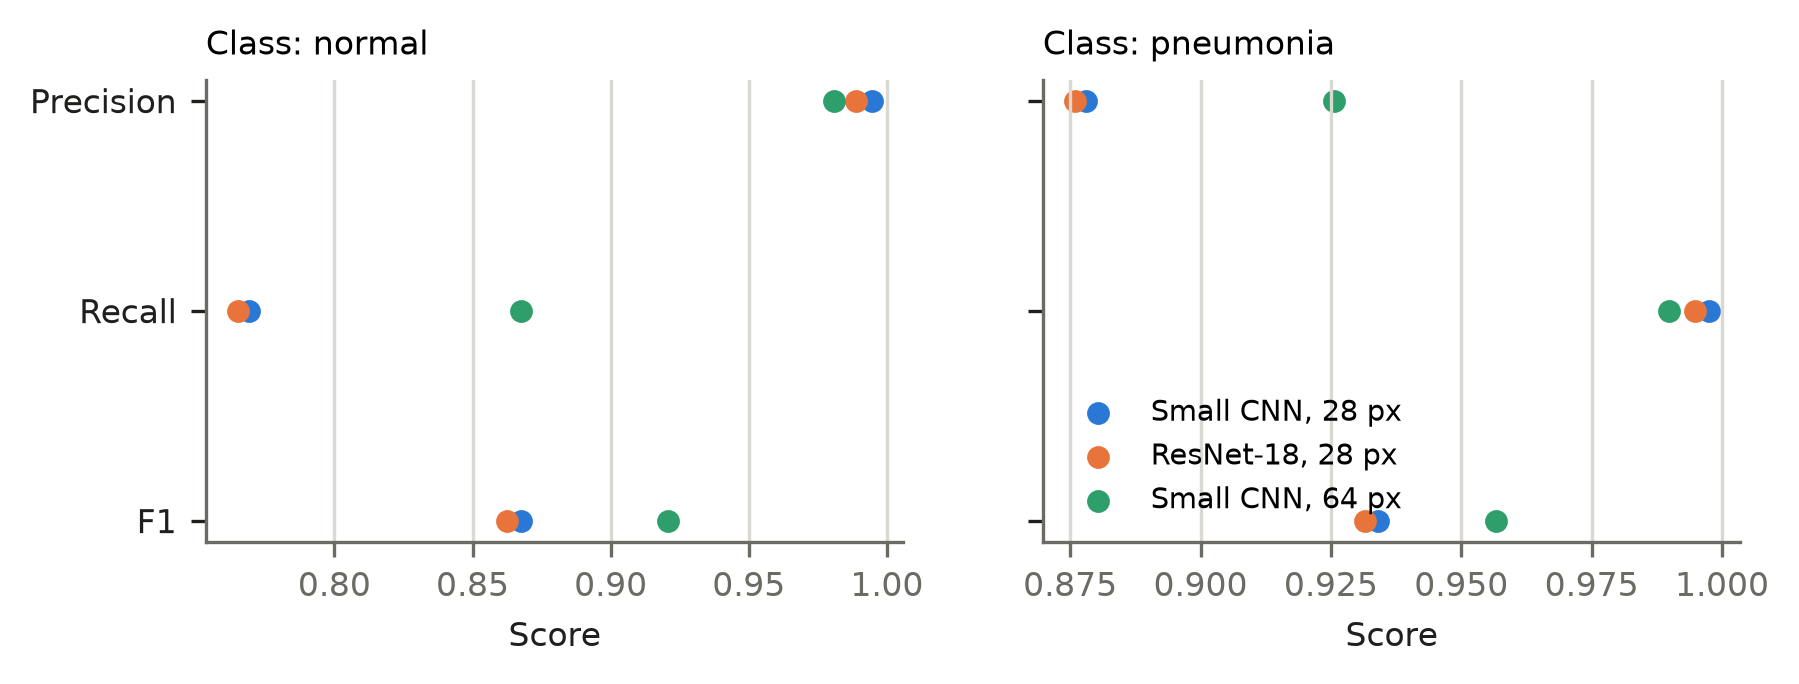 Class: normal
Class: pneumonia
Precision
Recall
F1
Small CNN, 28 px
ResNet-18, 28 px
Small CNN, 64 px
0.80 0.85 0.90 0.95 1.00
0.875 0.900 0.925 0.950 0.975 1.000
Score
Score